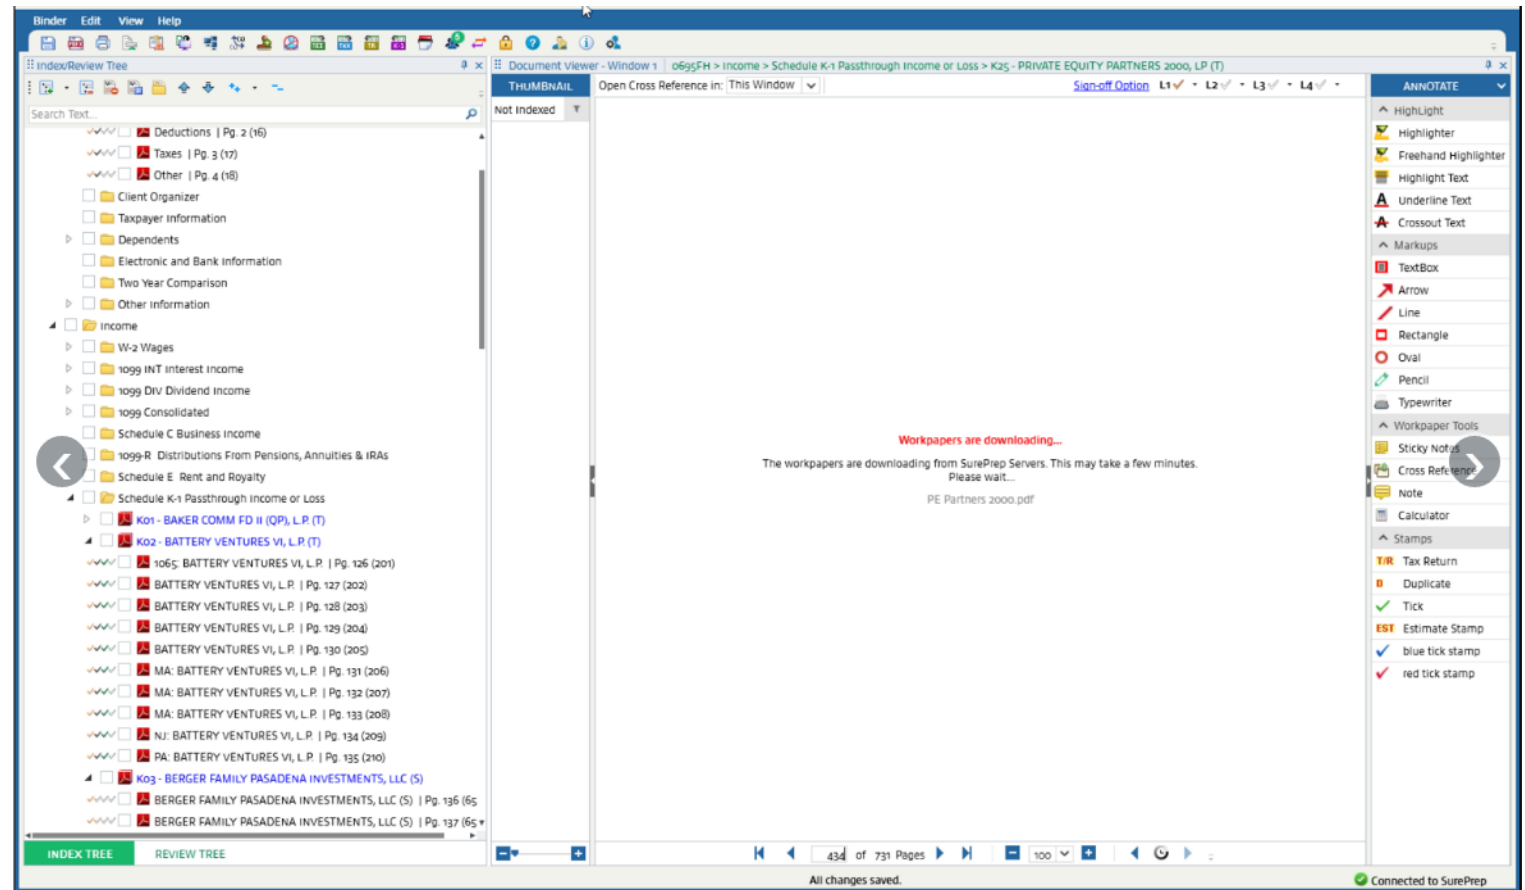 Binder Edit View Help
Index/Review Tree
Document Viewer - Window 1 0695FH > Income > Schedule K-1 Passthrough Income or Loss > K25 - PRIVATE EQUITY PARTNERS 2000, LP (T)
THUMBNAIL
Open Cross Reference in: This Window
Sign-off Option L1 L2 L3 L4
ANNOTATE
Search Text...
Not Indexed
Deductions | Pg. 2 (16)
Taxes | Pg. 3 (17)
Other | Pg. 4 (18)
Client Organizer
Taxpayer Information
Dependents
Electronic and Bank Information
Two Year Comparison
Other Information
Income
W-2 Wages
1099 INT Interest Income
1099 DIV Dividend Income
1099 Consolidated
Schedule C Business Income
1099-R Distributions From Pensions, Annuities & IRAs
Schedule E Rent and Royalty
Schedule K-1 Passthrough Income or Loss
K01 - BAKER COMM FD II (QP), L.P. (T)
K02 - BATTERY VENTURES VI, L.P. (T)
1065: BATTERY VENTURES VI, L.P. | Pg. 126 (201)
BATTERY VENTURES VI, L.P. | Pg. 127 (202)
BATTERY VENTURES VI, L.P. | Pg. 128 (203)
BATTERY VENTURES VI, L.P. | Pg. 129 (204)
BATTERY VENTURES VI, L.P. | Pg. 130 (205)
MA: BATTERY VENTURES VI, L.P. | Pg. 131 (206)
MA: BATTERY VENTURES VI, L.P. | Pg. 132 (207)
MA: BATTERY VENTURES VI, L.P. | Pg. 133 (208)
NJ: BATTERY VENTURES VI, L.P. | Pg. 134 (209)
PA: BATTERY VENTURES VI, L.P. | Pg. 135 (210)
K03 - BERGER FAMILY PASADENA INVESTMENTS, LLC (S)
BERGER FAMILY PASADENA INVESTMENTS, LLC (S) | Pg. 136 (65
BERGER FAMILY PASADENA INVESTMENTS, LLC (S) | Pg. 137 (65
INDEX TREE REVIEW TREE
Workpapers are downloading...
The workpapers are downloading from SurePrep Servers. This may take a few minutes.
Please wait...
PE Partners 2000.pdf
434 of 731 Pages 100
HighLight
Highlighter
Freehand Highlighter
Highlight Text
A Underline Text
A Crossout Text
Markups
TextBox
Arrow
Line
Rectangle
Oval
Pencil
Typewriter
Workpaper Tools
Sticky Notes
Cross Reference
Note
Calculator
Stamps
T/R Tax Return
D Duplicate
Tick
EST Estimate Stamp
blue tick stamp
red tick stamp
All changes saved.
Connected to SurePrep